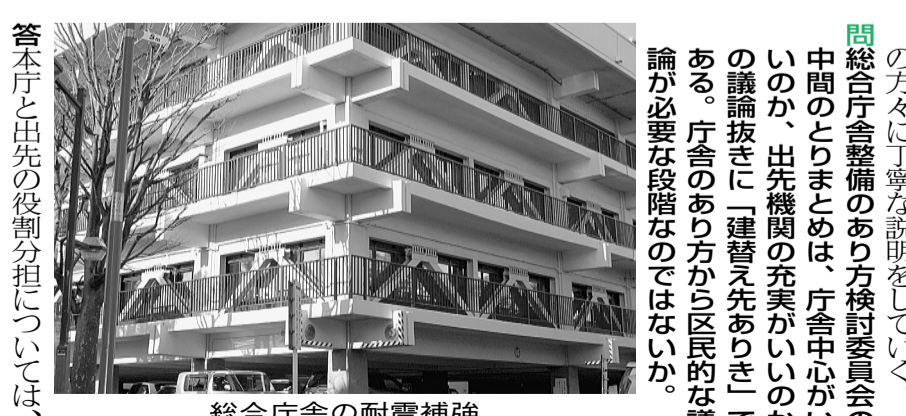 の方々に丁寧な説明をしていく
問総合庁舎整備のあり方検討委員会の
中間のとりまとめは、庁舎中心がい
いのか、出先機関の充実がいいのか
の議論抜きに「建替え先ありき」で
ある。庁舎のあり方から区民的な議
論が必要な段階なのではないか。
総合庁舎の耐震補強
答本庁と出先の役割分担については、